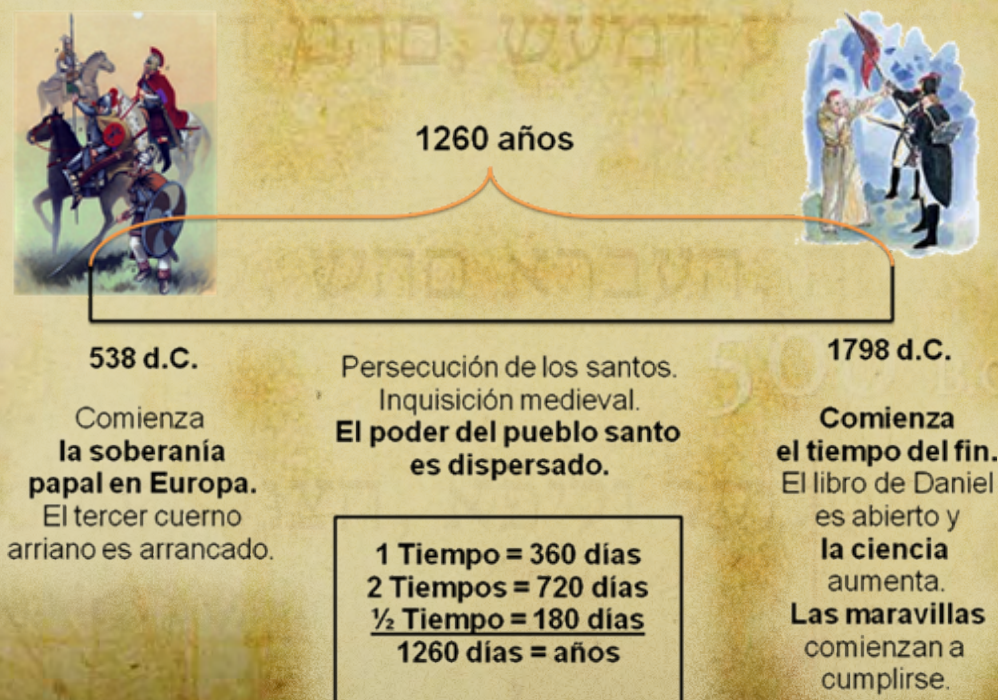 1260 años
538 d.C.
Comienza
la soberanía
papal en Europa.
El tercer cuerno
arriano es arrancado.
Persecución de los santos.
Inquisición medieval.
El poder del pueblo santo
es dispersado.
1 Tiempo = 360 días
2 Tiempos = 720 días
½ Tiempo = 180 días
1260 días = años
1798 d.C.
Comienza
el tiempo del fin.
El libro de Daniel
es abierto y
la ciencia
aumenta.
Las maravillas
comienzan a
cumplirse.
500 B.C